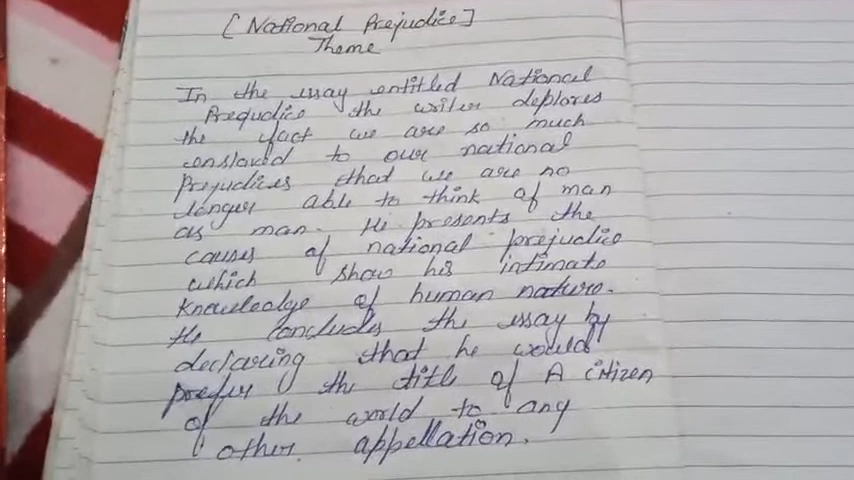 [National Prejudice]
Theme
In the essay entitled National
Prequdice the writer deplores
the fact we are so much
enslaved to our national
Prejudices that we are no
longer able to think of man
as man. He presents the
causes of national prejudice
which show his intimate
knowledge of human nature.
He concludes the essay by
declaring that he would
prefer the title of A citizen
of the world to any
other appellation.